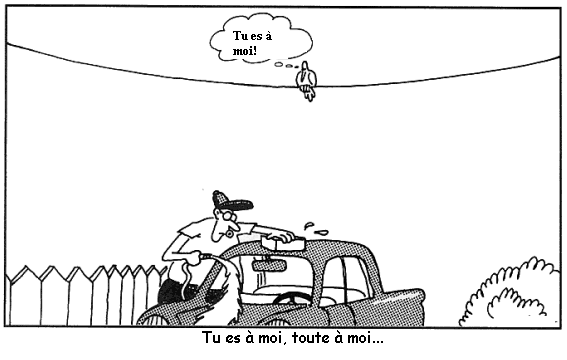 Tu es à
moi!
Tu es à moi, toute à moi...